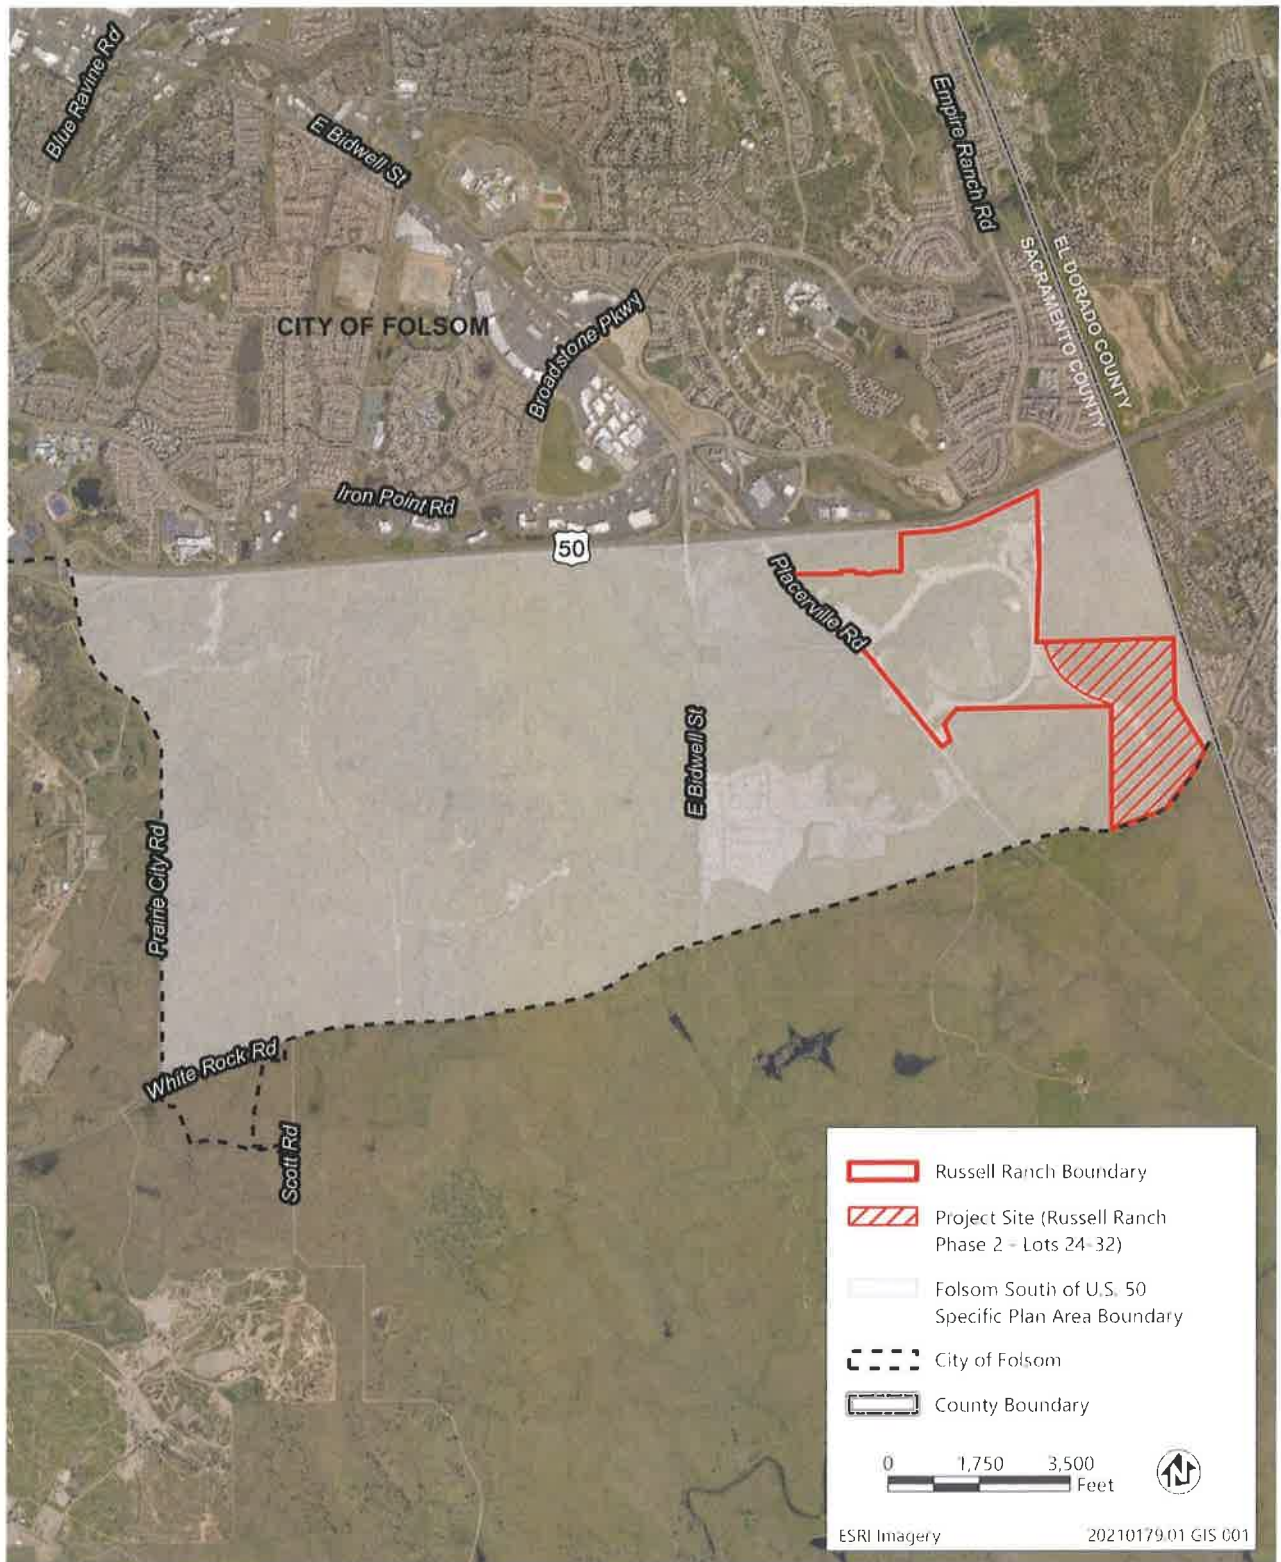 Blue Ravine Rd
E Bidwell St
Empire Ranch Rd
EL DORADO COUNTY
SACRAMENTO COUNTY
CITY OF FOLSOM
Broadstone Pkwy
Iron Point Rd
50
Placerville Rd
E Bidwell St
Prairie City Rd
White Rock Rd
Scott Rd
Russell Ranch Boundary
Project Site (Russell Ranch
Phase 2 - Lots 24-32)
Folsom South of U.S. 50
Specific Plan Area Boundary
City of Folsom
County Boundary
0 1,750 3,500
Feet
N
ESRI Imagery
20210179.01 GIS 001